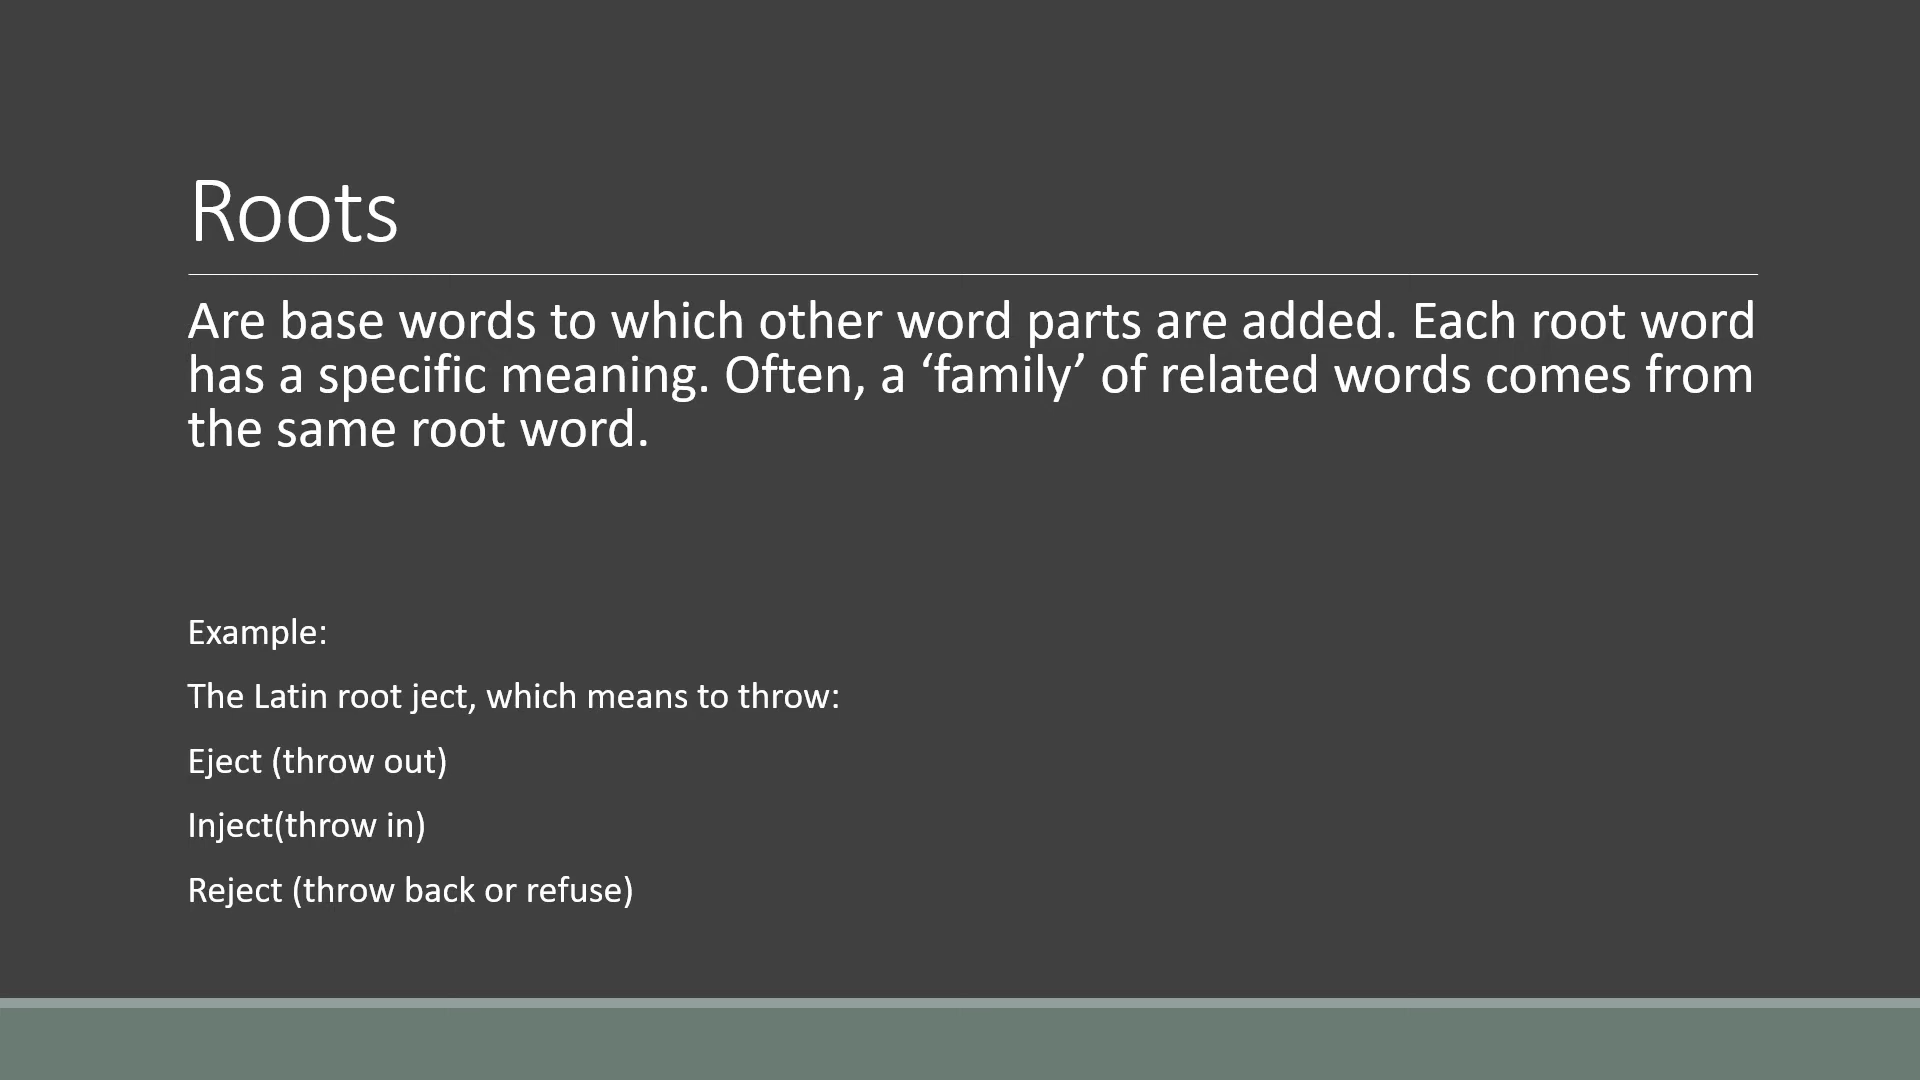 Roots
Are base words to which other word parts are added. Each root word
has a specific meaning. Often, a ‘family’ of related words comes from
the same root word.
Example:
The Latin root ject, which means to throw:
Eject (throw out)
Inject(throw in)
Reject (throw back or refuse)